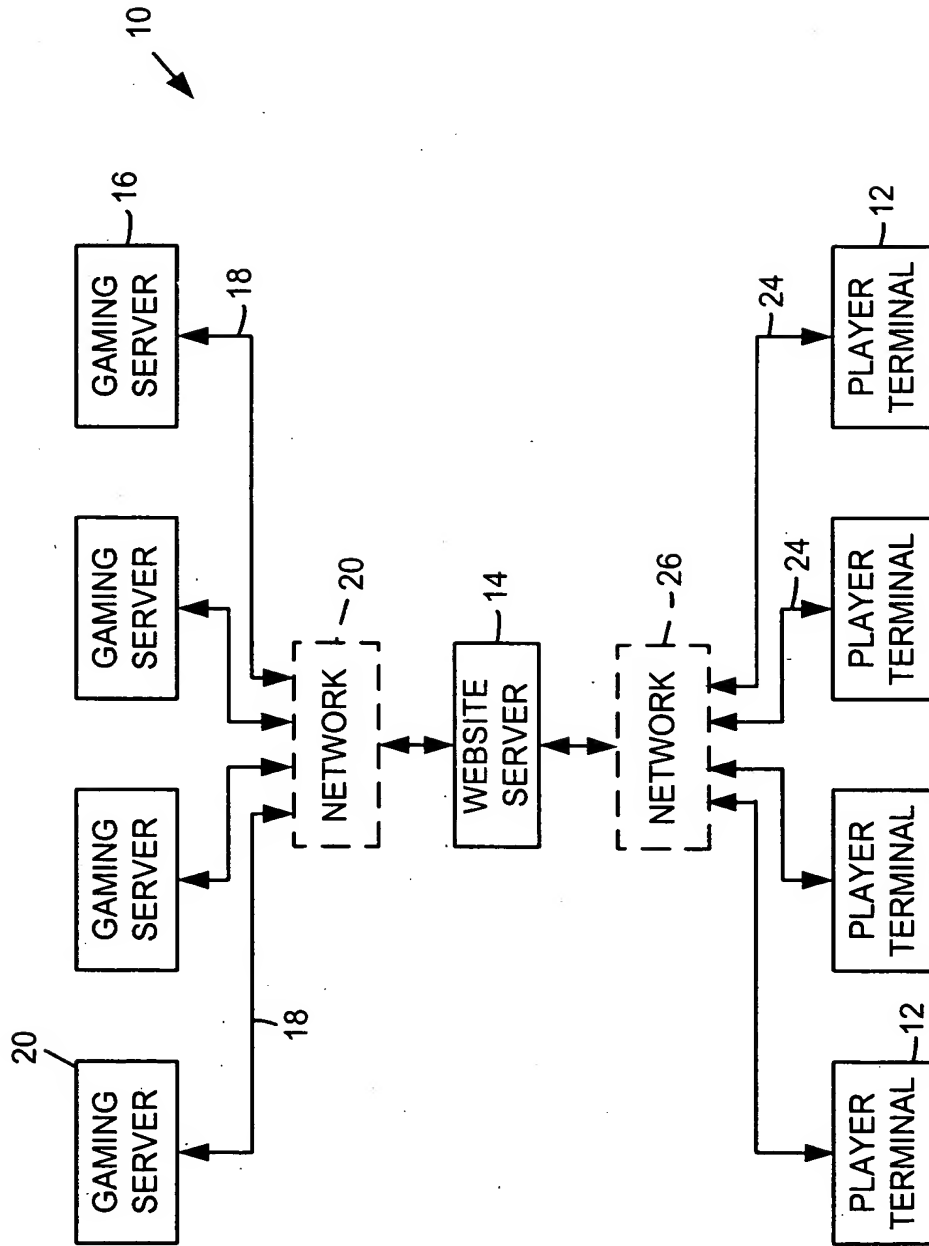 10
20
16
GAMING
SERVER
GAMING
SERVER
GAMING
SERVER
GAMING
SERVER
18
18
NETWORK
20
WEBSITE
SERVER
14
NETWORK
26
24
24
12
12
PLAYER
TERMINAL
PLAYER
TERMINAL
PLAYER
TERMINAL
PLAYER
TERMINAL